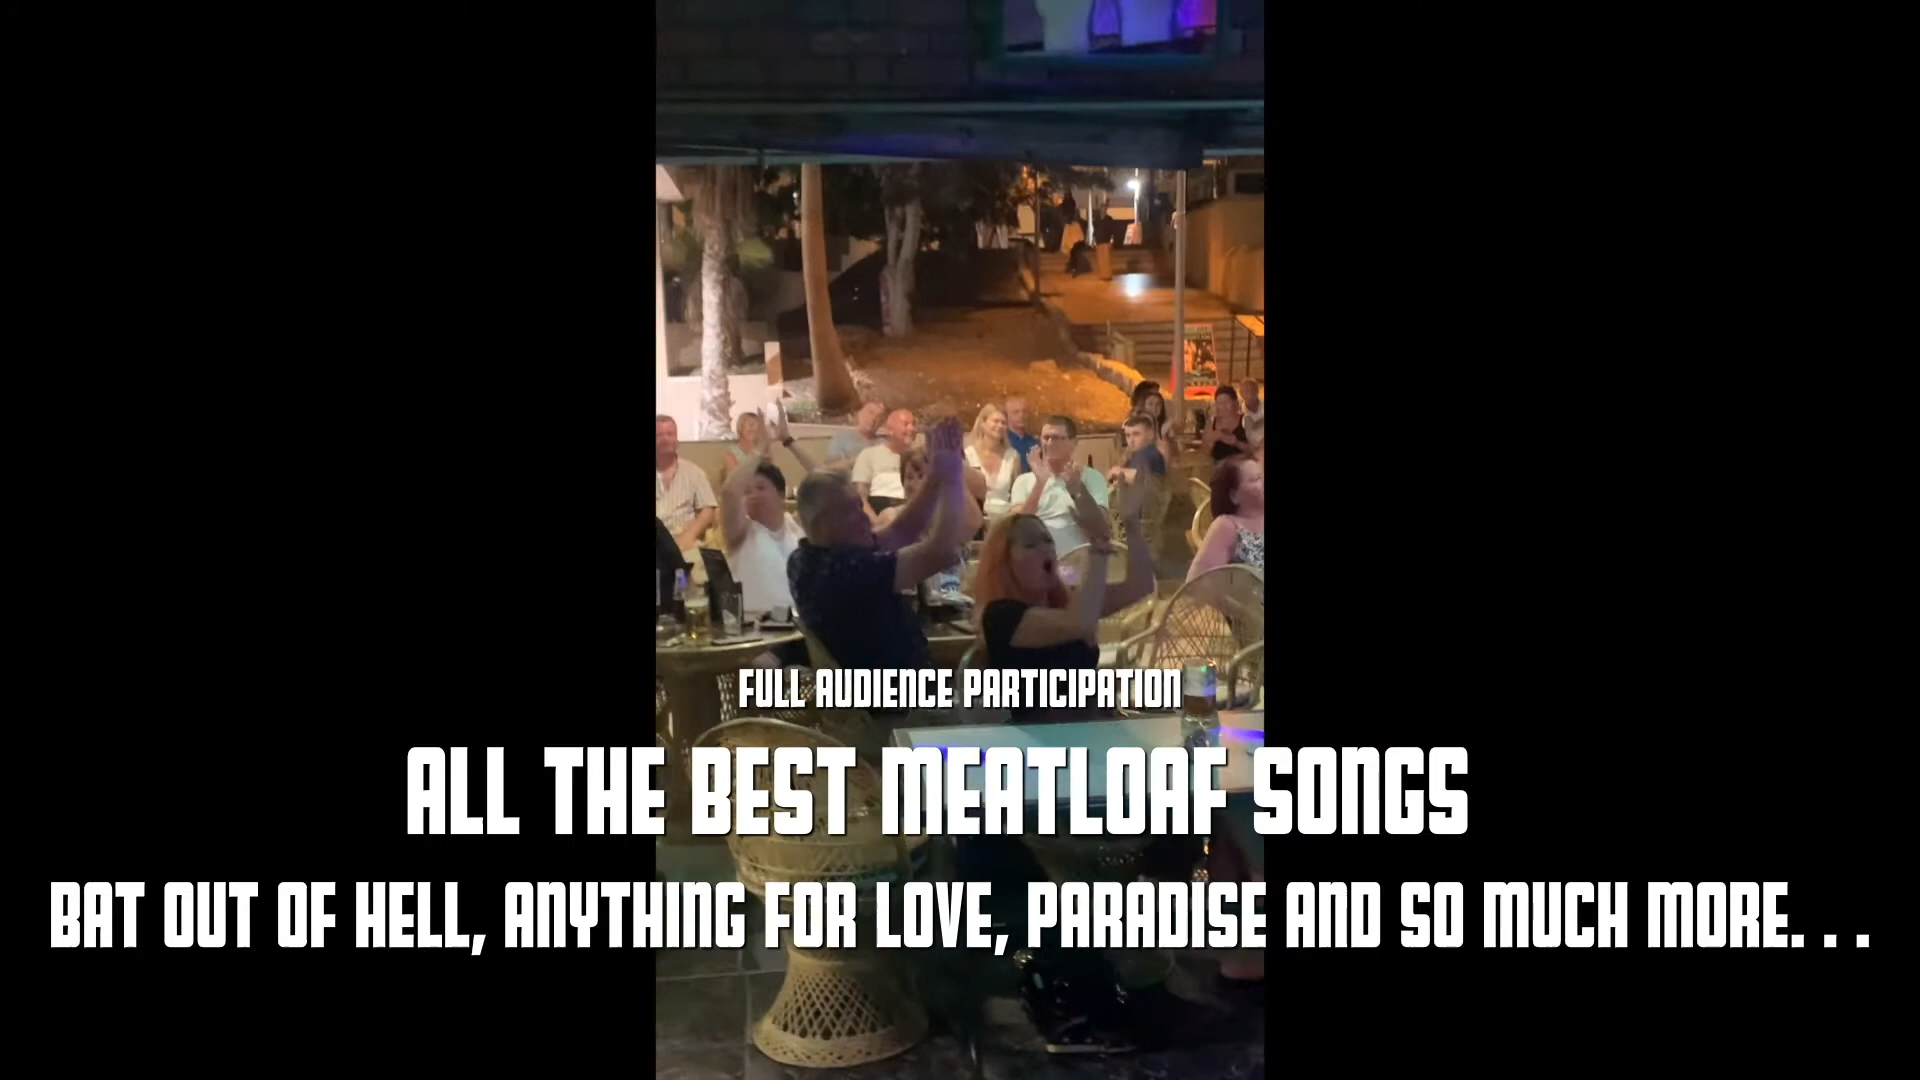 FULL AUDIENCE PARTICIPATION
ALL THE BEST MEATLOAF SONGS
BAT OUT OF HELL, ANYTHING FOR LOVE, PARADISE AND SO MUCH MORE. . .